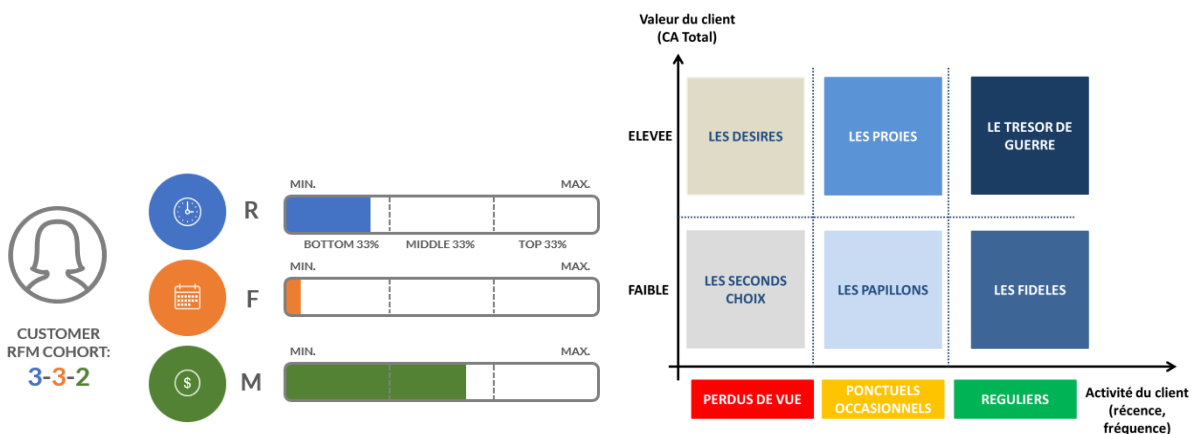 CUSTOMER
RFM COHORT:
3-3-2
R
MIN.
MAX.
BOTTOM 33%
MIDDLE 33%
TOP 33%
F
MIN.
MAX.
$
M
MIN.
MAX.
Valeur du client
(CA Total)
ELEVEE
LES DESIRES
LES PROIES
LE TRESOR DE
GUERRE
FAIBLE
LES SECONDS
CHOIX
LES PAPILLONS
LES FIDELES
PERDUS DE VUE
PONCTUELS
OCCASIONNELS
REGULIERS
Activité du client
(récence,
fréquence)